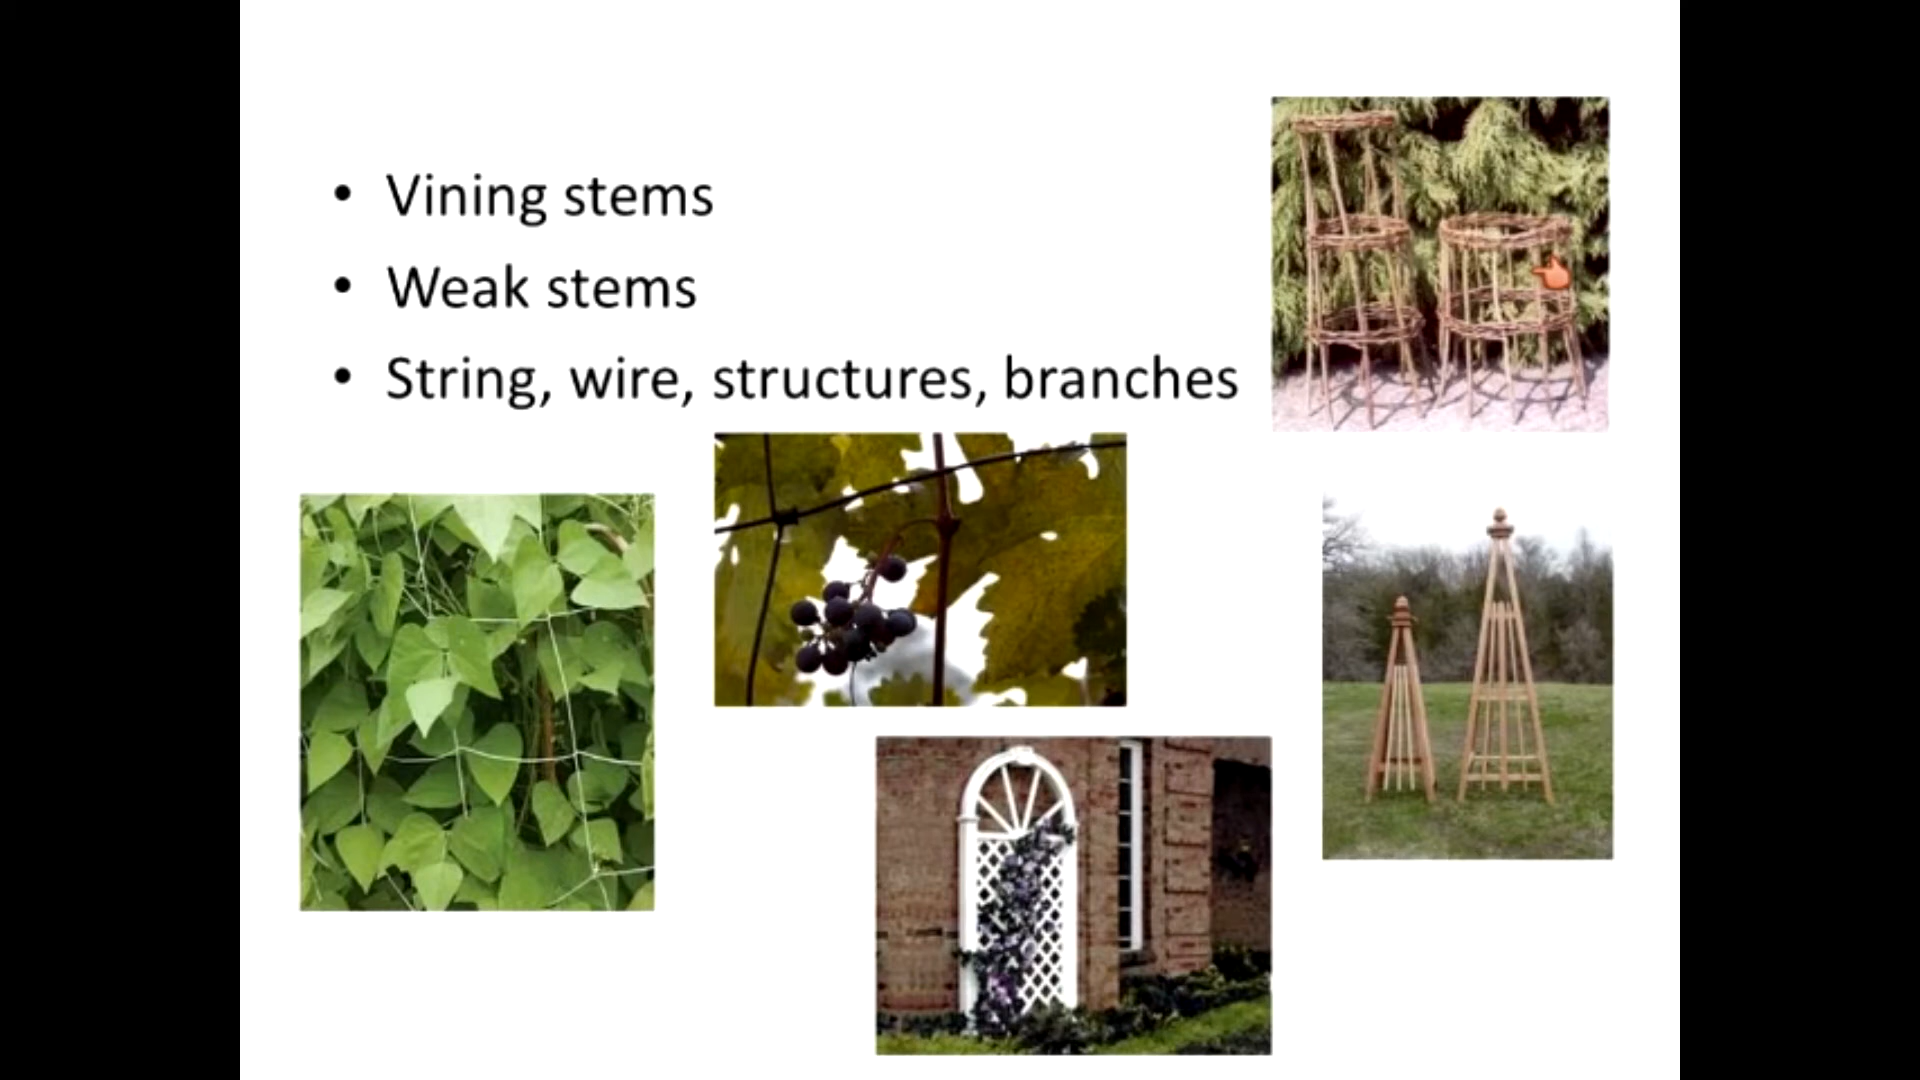 • Vining stems
• Weak stems
• String, wire, structures, branches